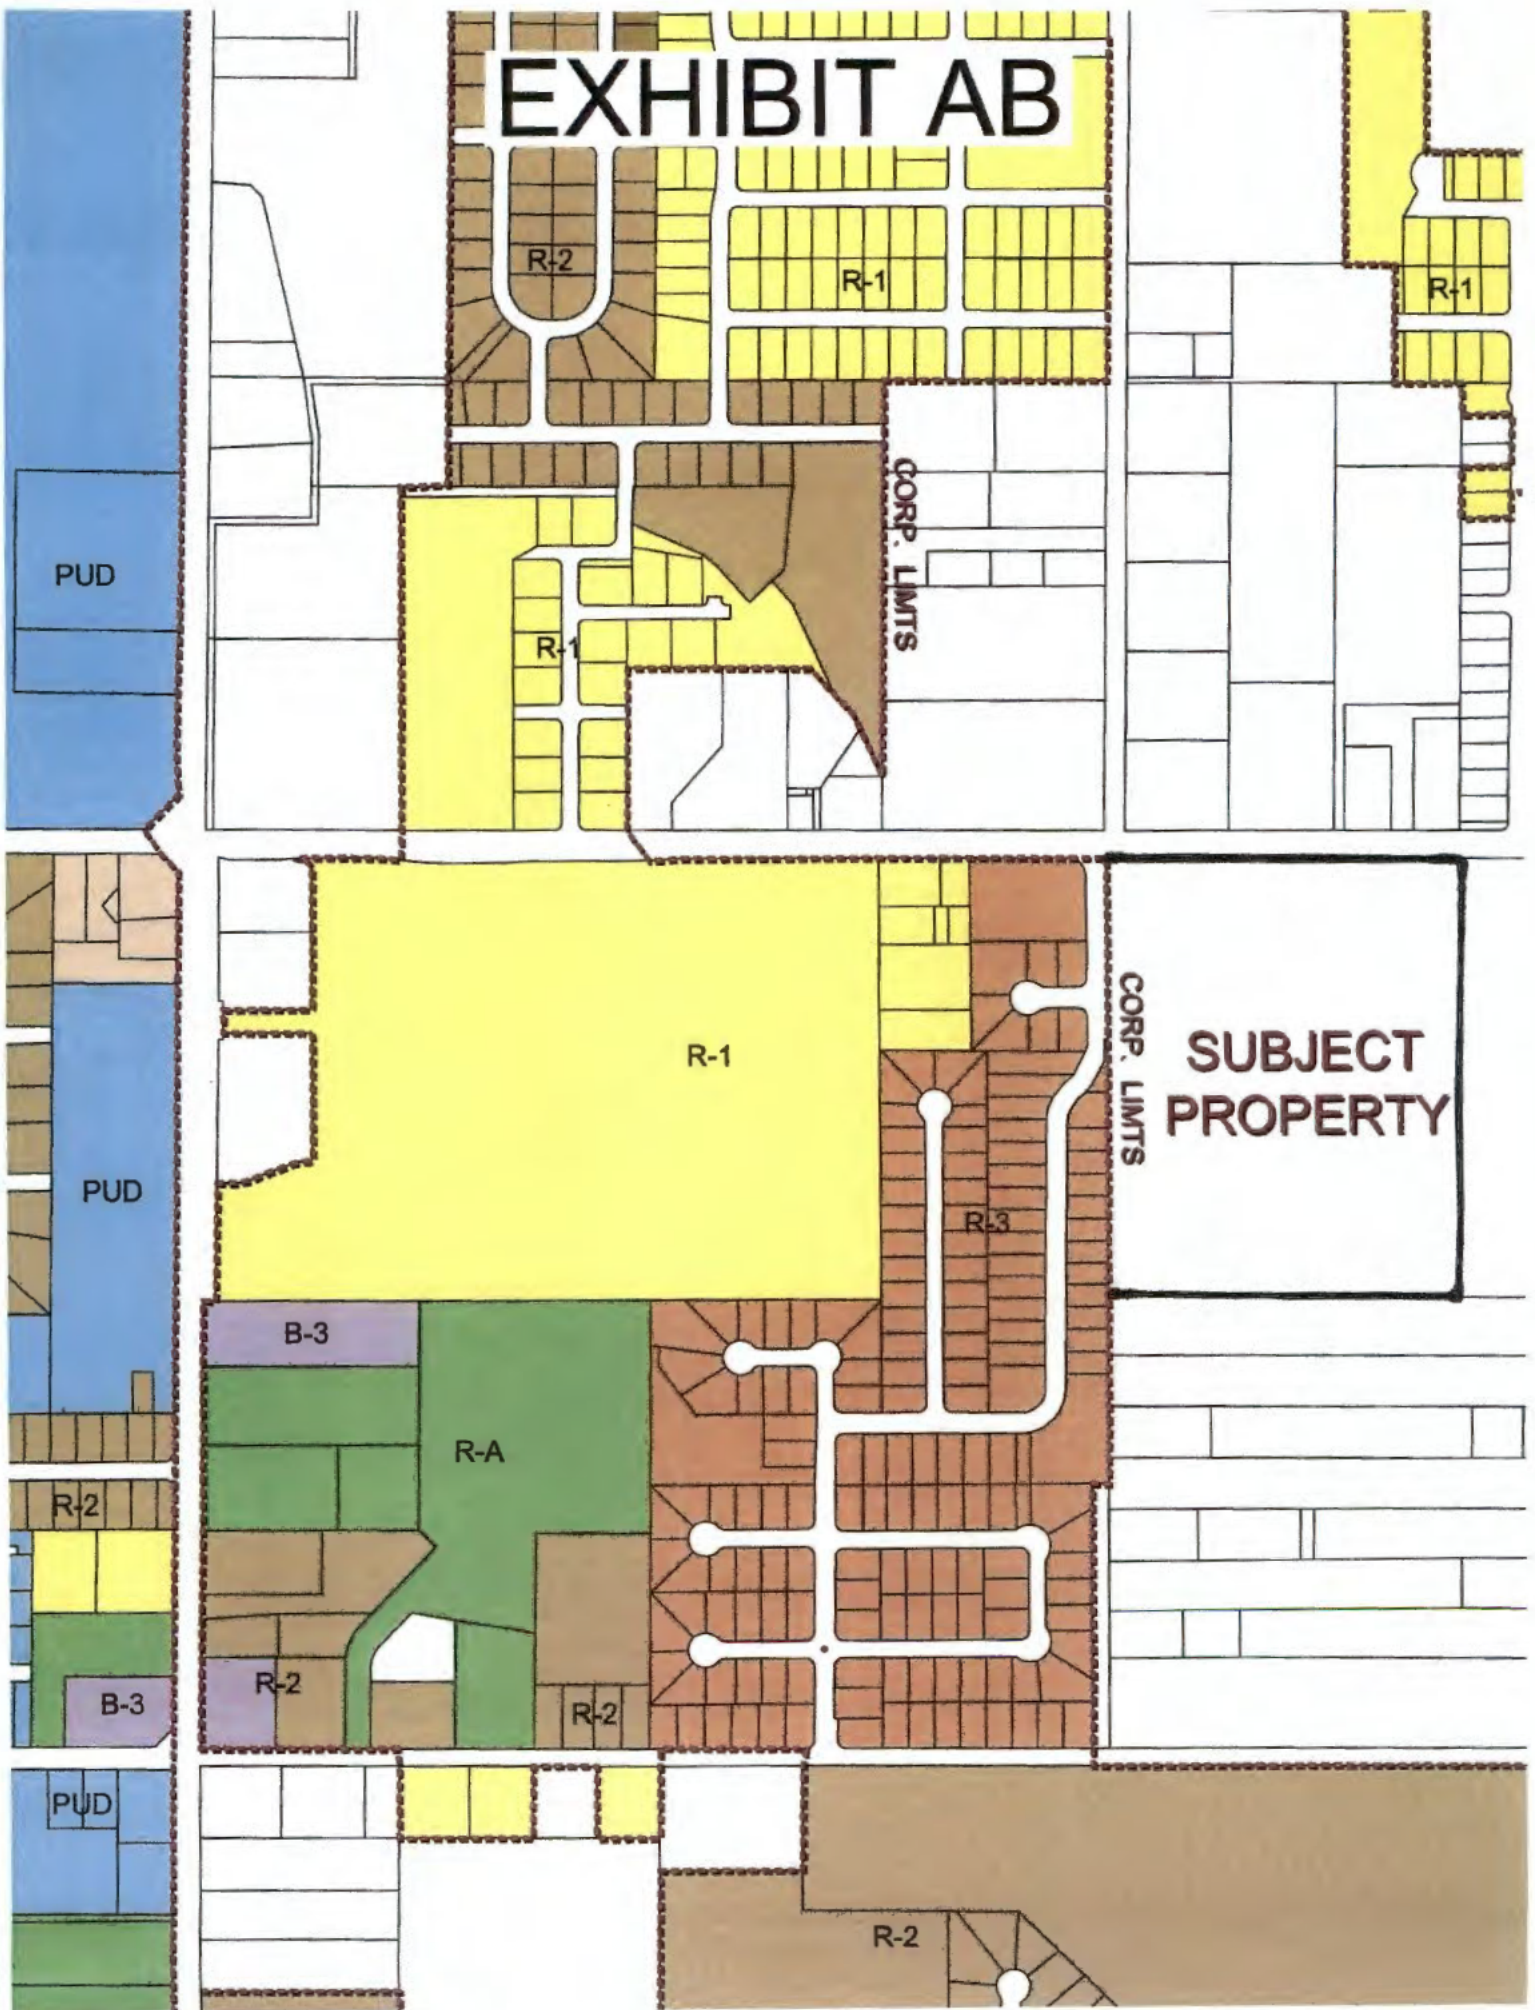 EXHIBIT AB
R-2
R-1
R-1
CORP. LIMTS
PUD
R-1
CORP. LIMTS
SUBJECT
PROPERTY
R-1
PUD
R-3
B-3
R-A
R-2
R-2
B-3
R-2
PUD
R-2